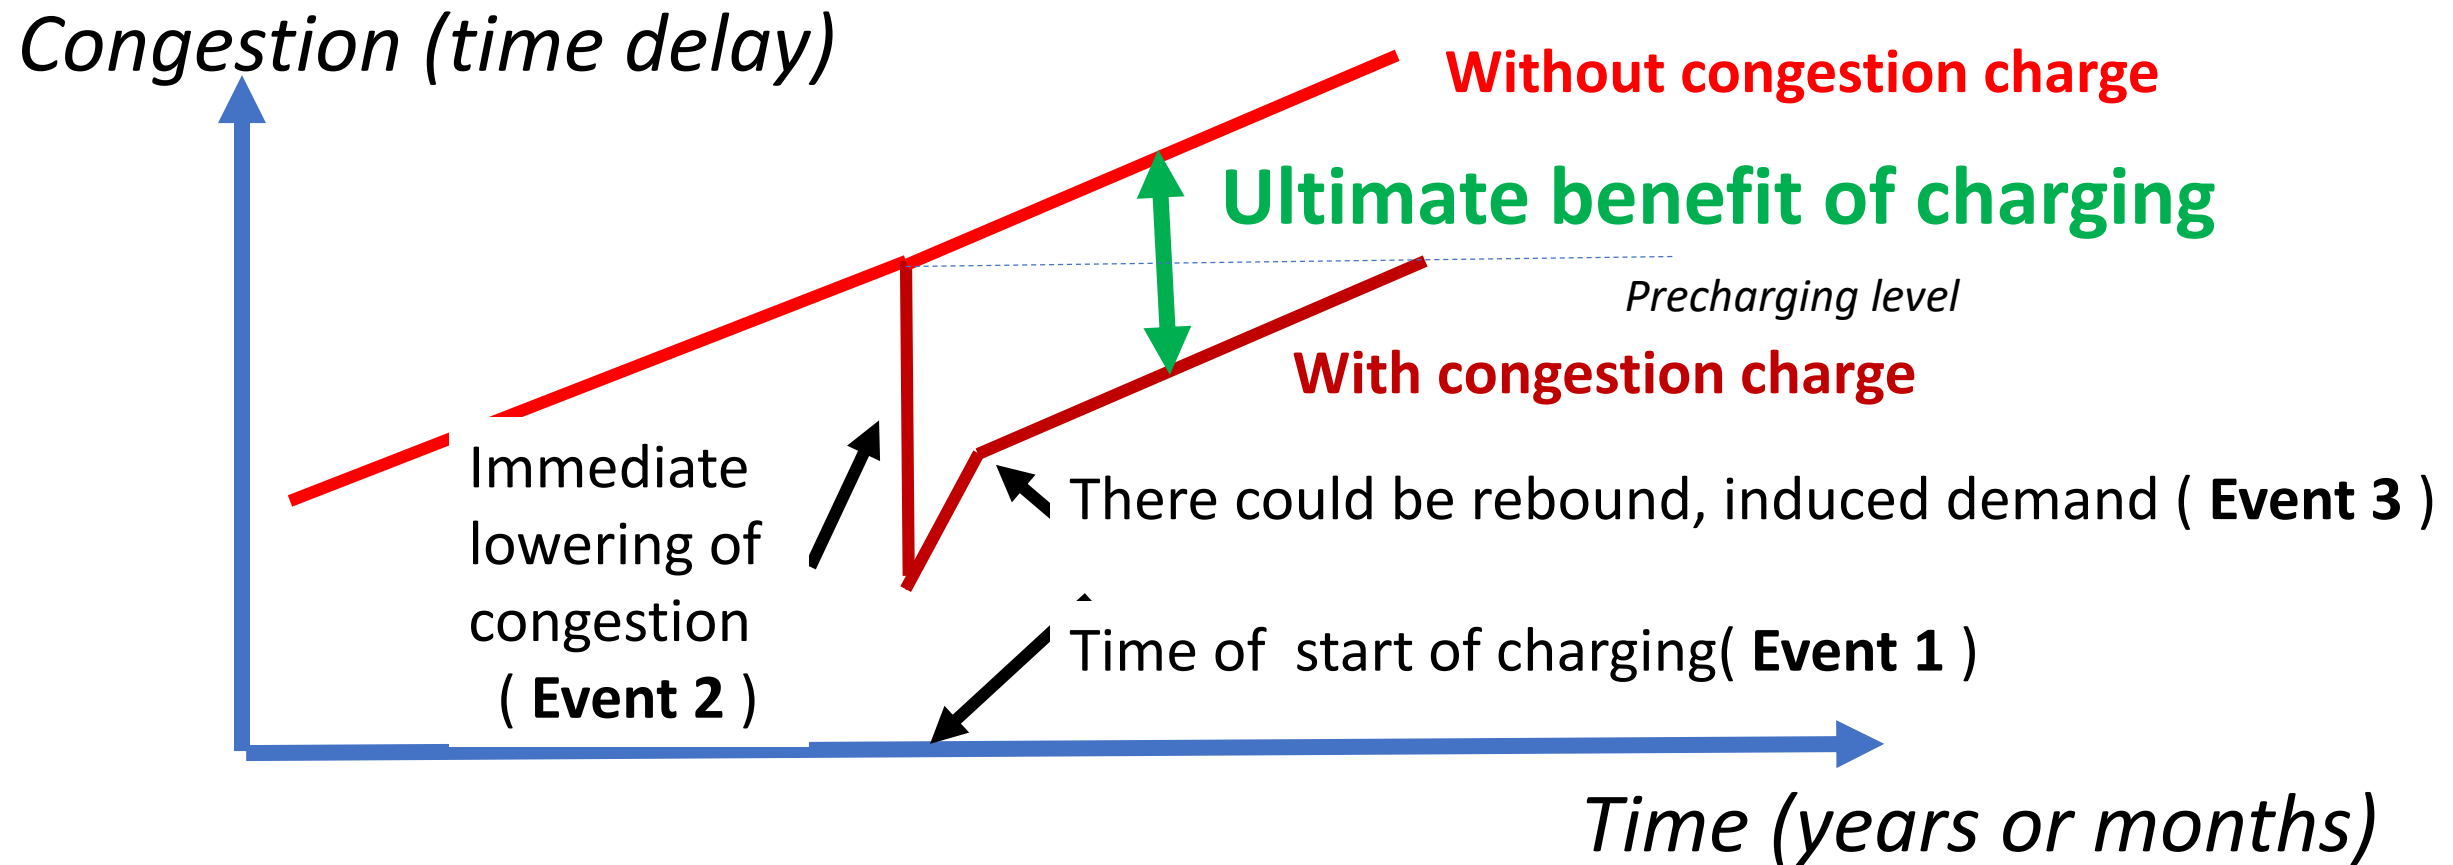 Congestion (time delay)
Without congestion charge
Ultimate benefit of charging
Precharging level
With congestion charge
Immediate
lowering of
congestion
( Event 2 )
There could be rebound, induced demand ( Event 3 )
Time of  start of charging( Event 1 )
Time (years or months)